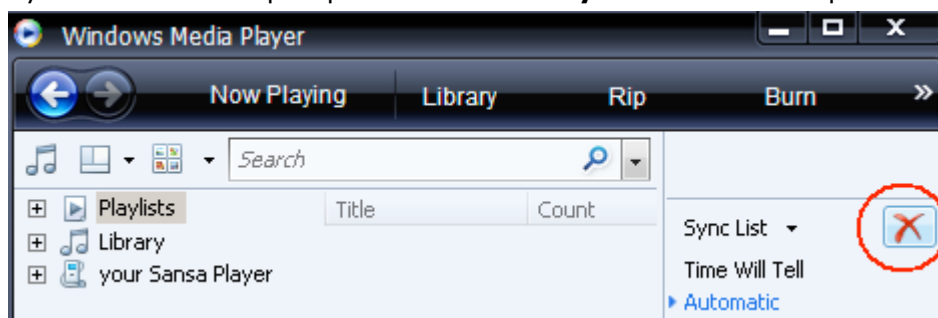 Windows Media Player
Now Playing Library Rip Burn »
Search
Playlists Title Count
Library
your Sansa Player
Sync List
Time Will Tell
Automatic